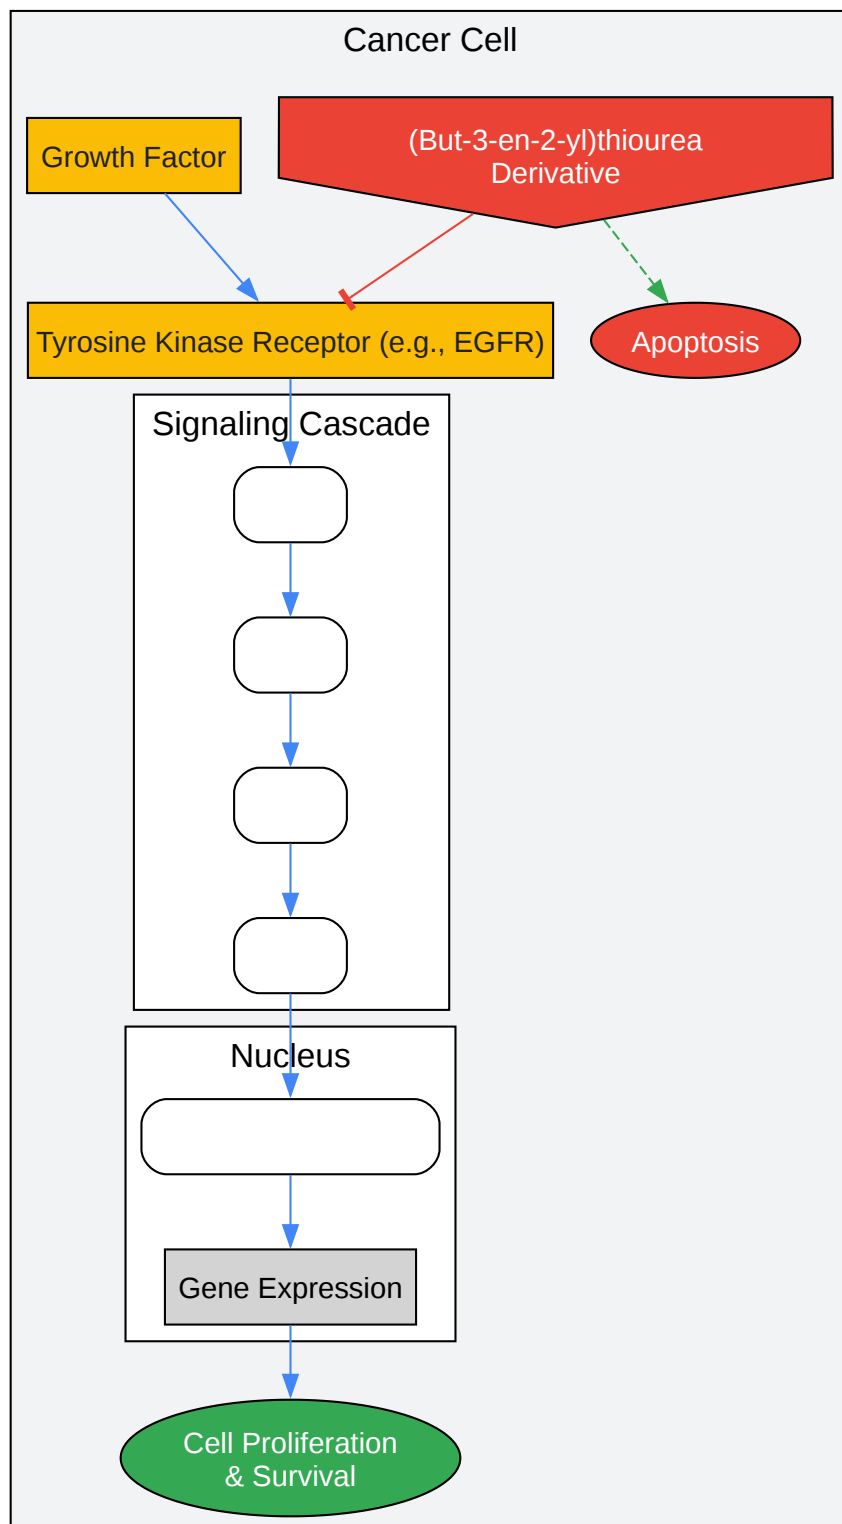 Cancer Cell
Growth Factor
(But-3-en-2-yl)thiourea
Derivative
Tyrosine Kinase Receptor (e.g., EGFR)
Apoptosis
Signaling Cascade
Nucleus
Gene Expression
Cell Proliferation
& Survival